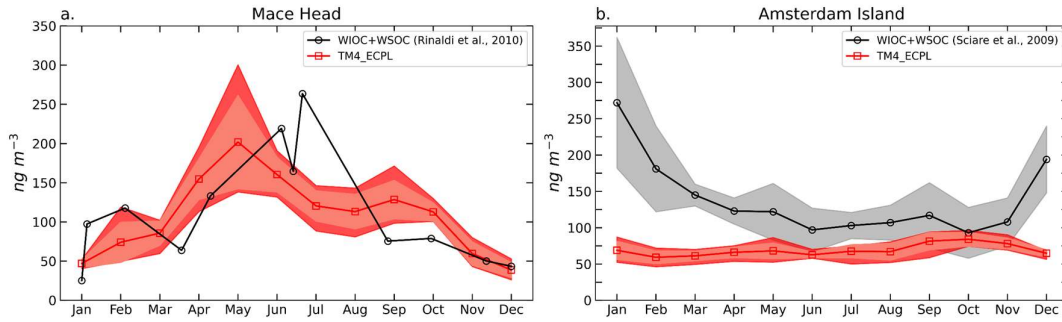 a. Mace Head
350
300
250
200
150
100
50
0
ng m⁻³
WIOC+WSOC (Rinaldi et al., 2010)
TM4_ECPL
Jan Feb Mar Apr May Jun Jul Aug Sep Oct Nov Dec
b. Amsterdam Island
350
300
250
200
150
100
50
0
ng m⁻³
WIOC+WSOC (Sciare et al., 2009)
TM4_ECPL
Jan Feb Mar Apr May Jun Jul Aug Sep Oct Nov Dec